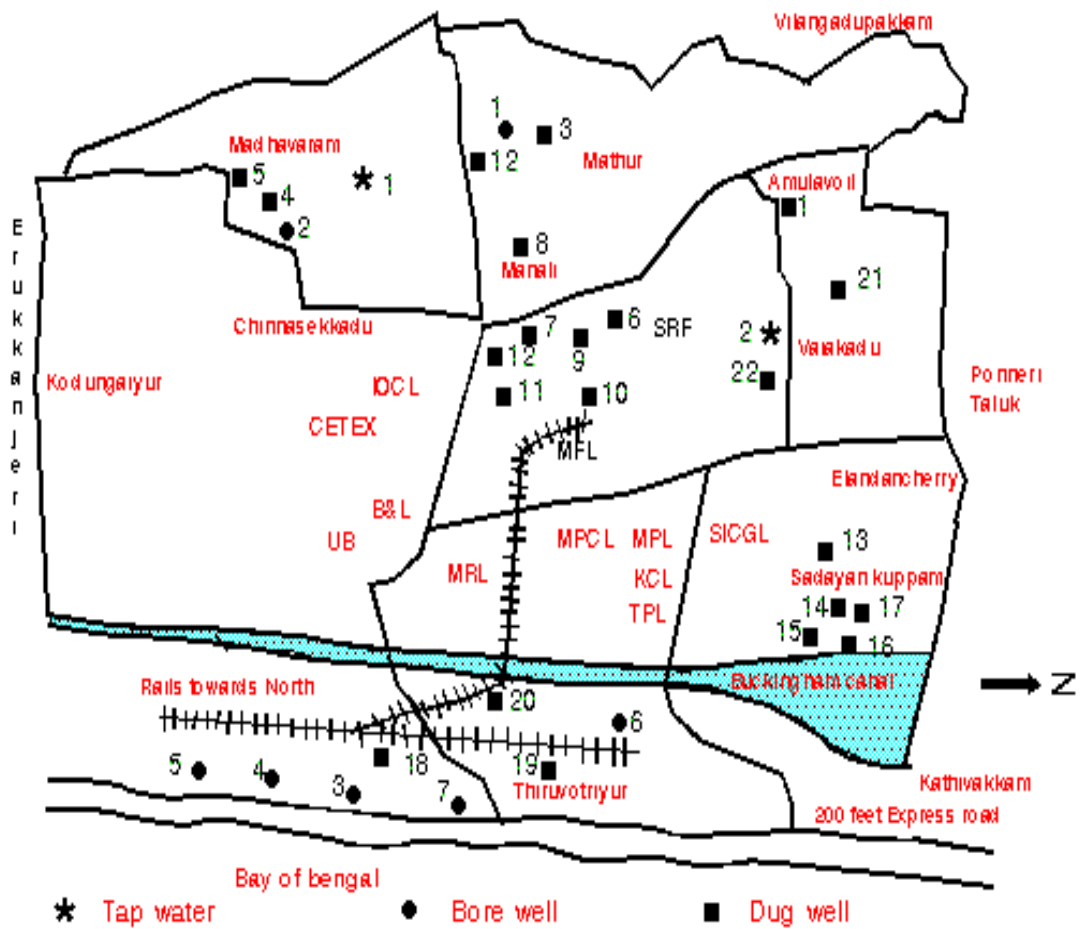 Vilangadupakkam
1
3
Madhavaram
12
Mathur
5
1
4
Amulavoil
1
2
8
Manali
21
Erukkanjeri
Chinnasekkadu
7
6
SRF
2
12
9
Vaiakadu
Kodungaiyur
IOCL
11
10
22
Ponneri
Taluk
CETEX
MFL
Elandancherry
B&L
UB
MPCL
MPL
SICGL
13
MRL
KCL
Sadayankuppam
TPL
14
17
15
16
Rails towards North
Buckingham canal
N
20
6
5
4
18
19
3
7
Thiruvotriyur
Kathivakkam
200 feet Express road
Bay of bengal
Tap water
Bore well
Dug well